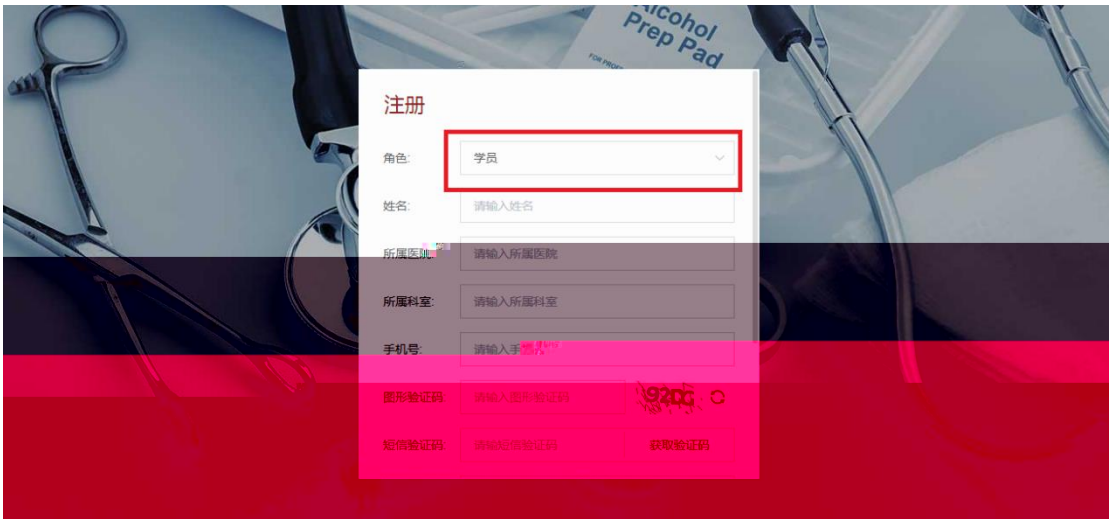 Alcohol
Prep Pad
注册
角色:
学员
姓名:
请输入姓名
所属医院:
请输入所属医院
所属科室:
请输入所属科室
手机号:
请输入手
图形验证码:
请输入图形验证码
短信验证码:
请输短信验证码
获取验证码